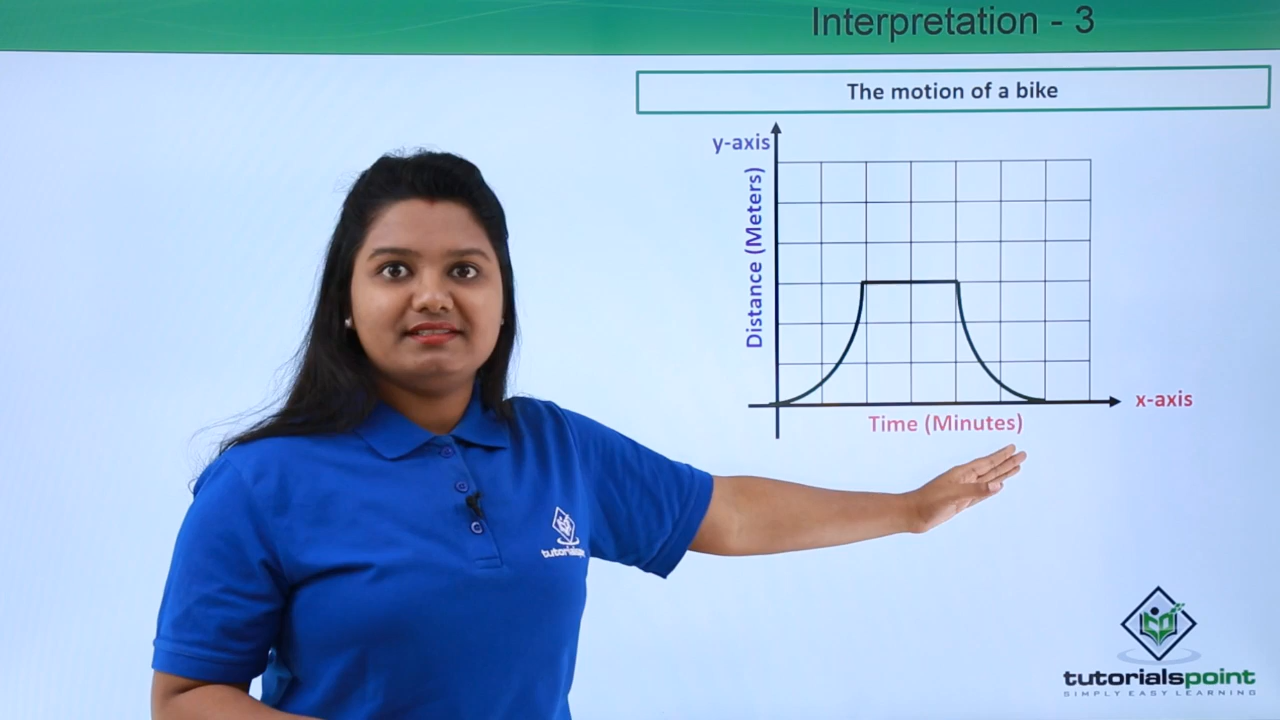 Interpretation - 3
The motion of a bike
y-axis
Distance (Meters)
x-axis
Time (Minutes)
tutorialspoint
SIMPLY EASY LEARNING